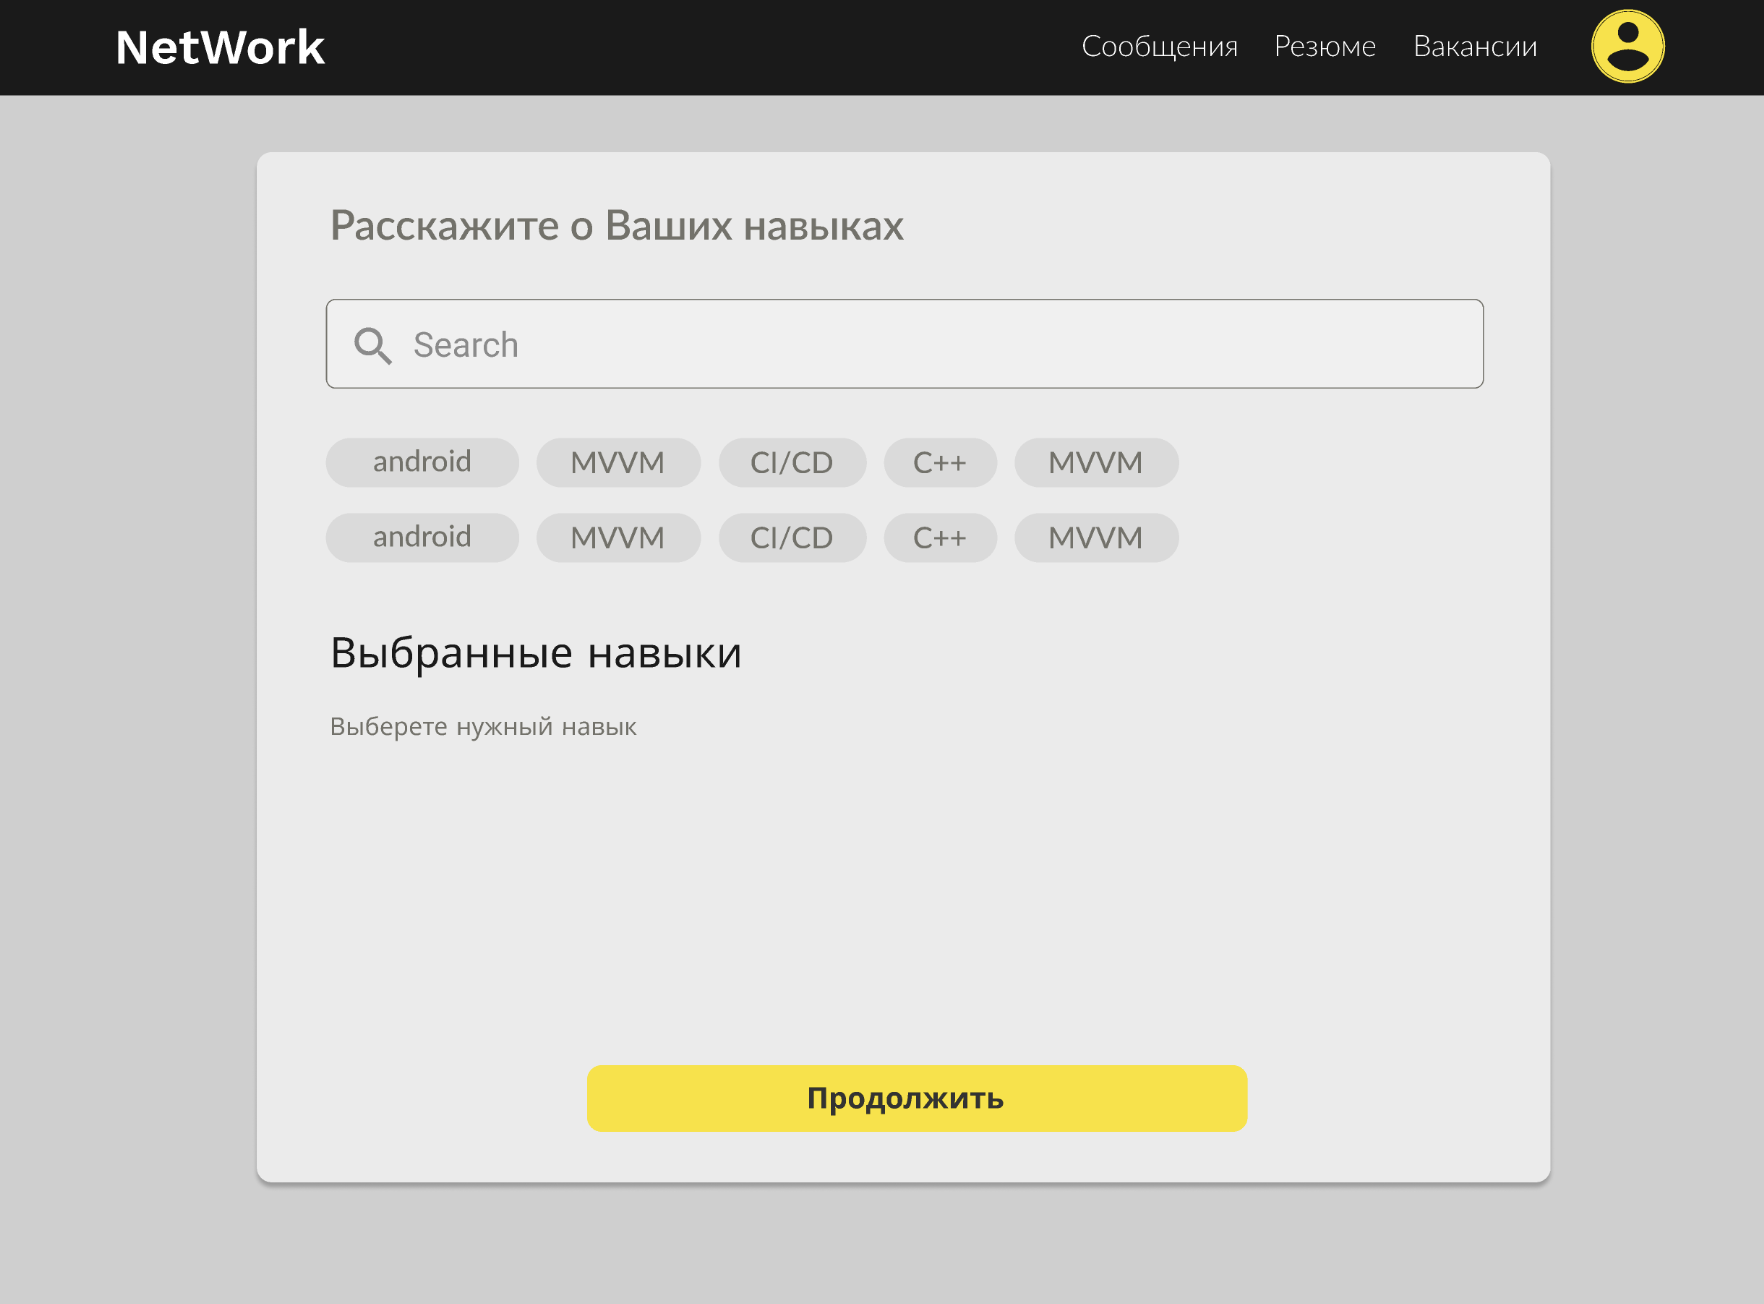 NetWork Сообщения Резюме Вакансии
Расскажите о Ваших навыках
Search
android MVVM CI/CD C++ MVVM
android MVVM CI/CD C++ MVVM
Выбранные навыки
Выберете нужный навык
Продолжить